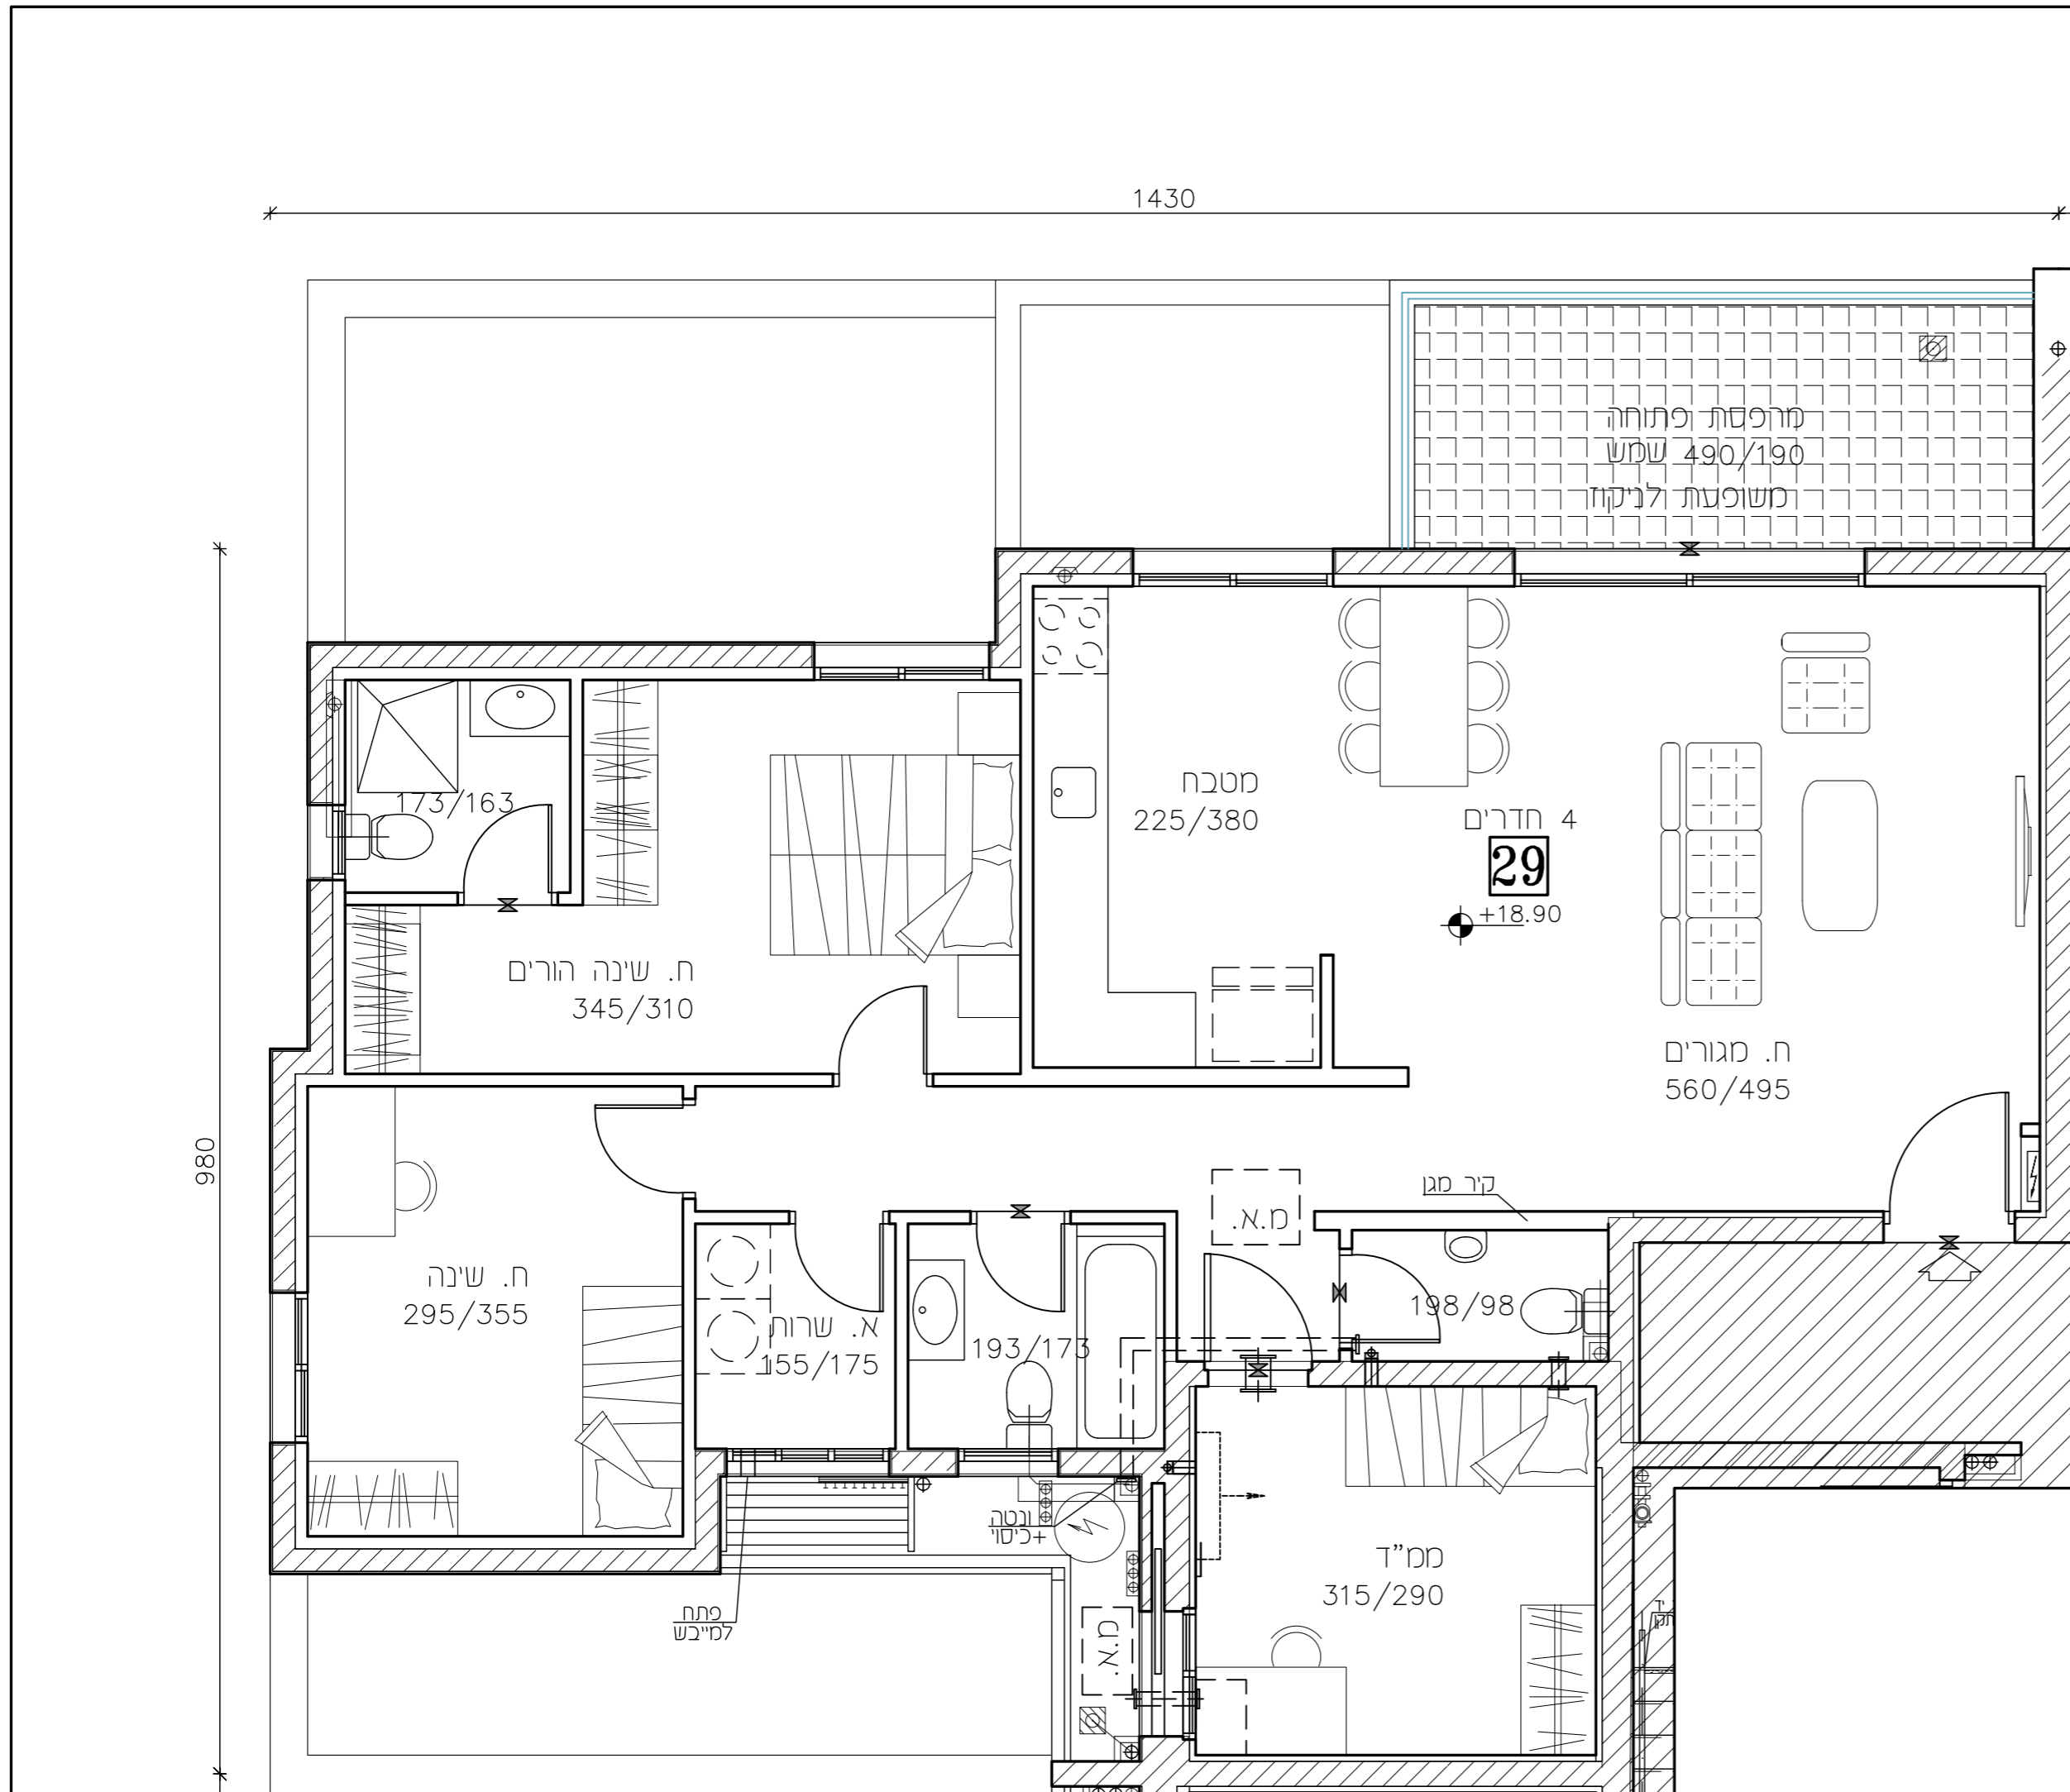 1430
מרפסת פתוחה
שמש 490/190
משופעת לניקוז
980
173/163
מטבח
225/380
4 חדרים
29
+18.90
ח. שינה הורים
345/310
ח. מגורים
560/495
קיר מגן
מ.א.
ח. שינה
295/355
א. שרות
155/175
193/173
198/98
ונטה
+כיסוי
ממ"ד
315/290
פתח
למייבש
מ.א.